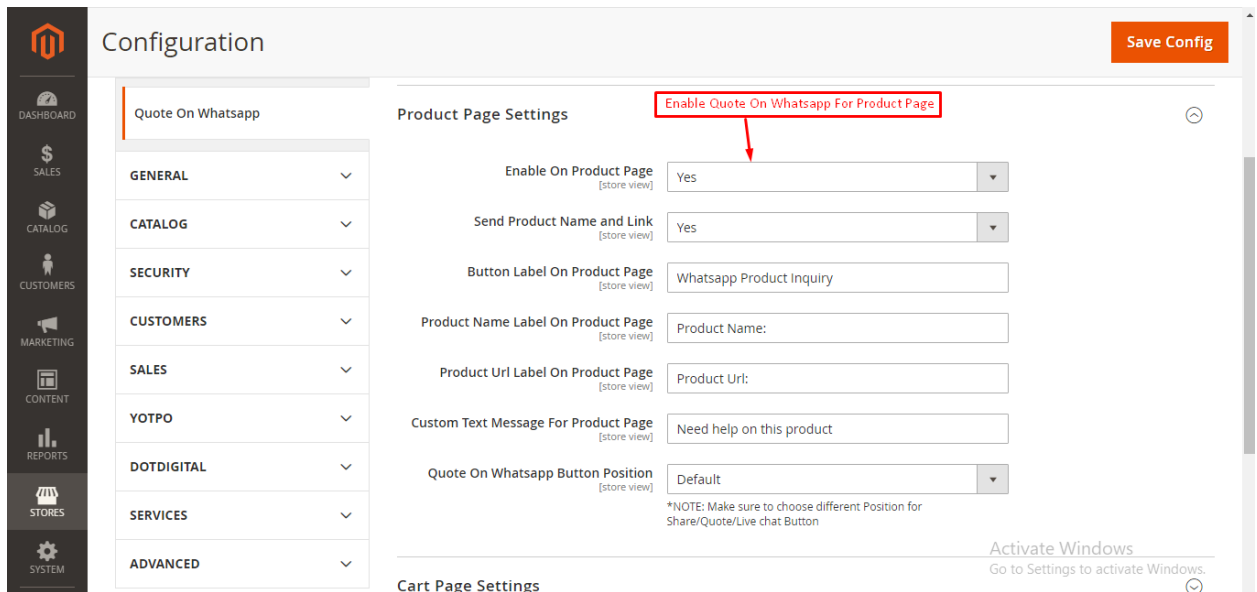 Configuration
Save Config
DASHBOARD
SALES
CATALOG
CUSTOMERS
MARKETING
CONTENT
REPORTS
STORES
SYSTEM
Quote On Whatsapp
GENERAL
CATALOG
SECURITY
CUSTOMERS
SALES
YOTPO
DOTDIGITAL
SERVICES
ADVANCED
Product Page Settings
Enable Quote On Whatsapp For Product Page
Enable On Product Page
[store view]
Yes
Send Product Name and Link
[store view]
Yes
Button Label On Product Page
[store view]
Whatsapp Product Inquiry
Product Name Label On Product Page
[store view]
Product Name:
Product Url Label On Product Page
[store view]
Product Url:
Custom Text Message For Product Page
[store view]
Need help on this product
Quote On Whatsapp Button Position
[store view]
Default
*NOTE: Make sure to choose different Position for
Share/Quote/Live chat Button
Activate Windows
Go to Settings to activate Windows.
Cart Page Settings